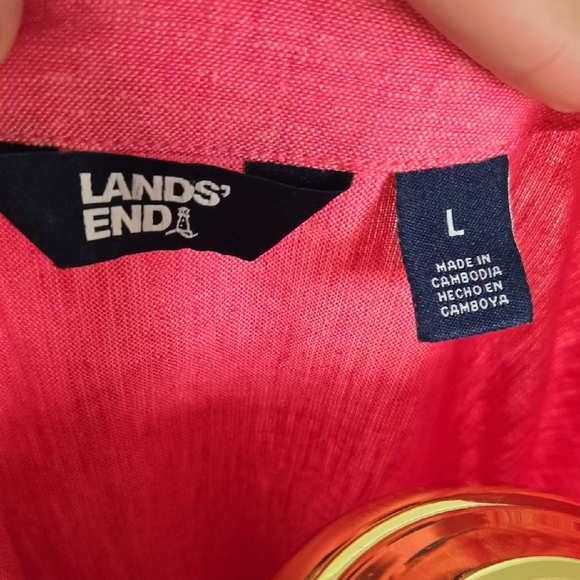 LANDS'
END
L
MADE IN
CAMBODIA
HECHO EN
CAMBOYA